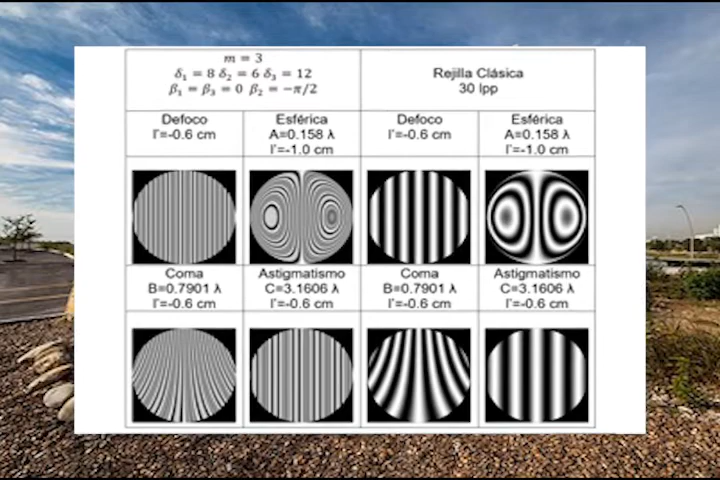 m = 3
δ₁ = 8 δ₂ = 6 δ₃ = 12
β₁ = β₃ = 0 β₂ = −π/2
Rejilla Clásica
30 lpp
Defoco
l'=-0.6 cm
Esférica
A=0.158 λ
l'=-1.0 cm
Defoco
l'=-0.6 cm
Esférica
A=0.158 λ
l'=-1.0 cm
Coma
B=0.7901 λ
l'=-0.6 cm
Astigmatismo
C=3.1606 λ
l'=-0.6 cm
Coma
B=0.7901 λ
l'=-0.6 cm
Astigmatismo
C=3.1606 λ
l'=-0.6 cm